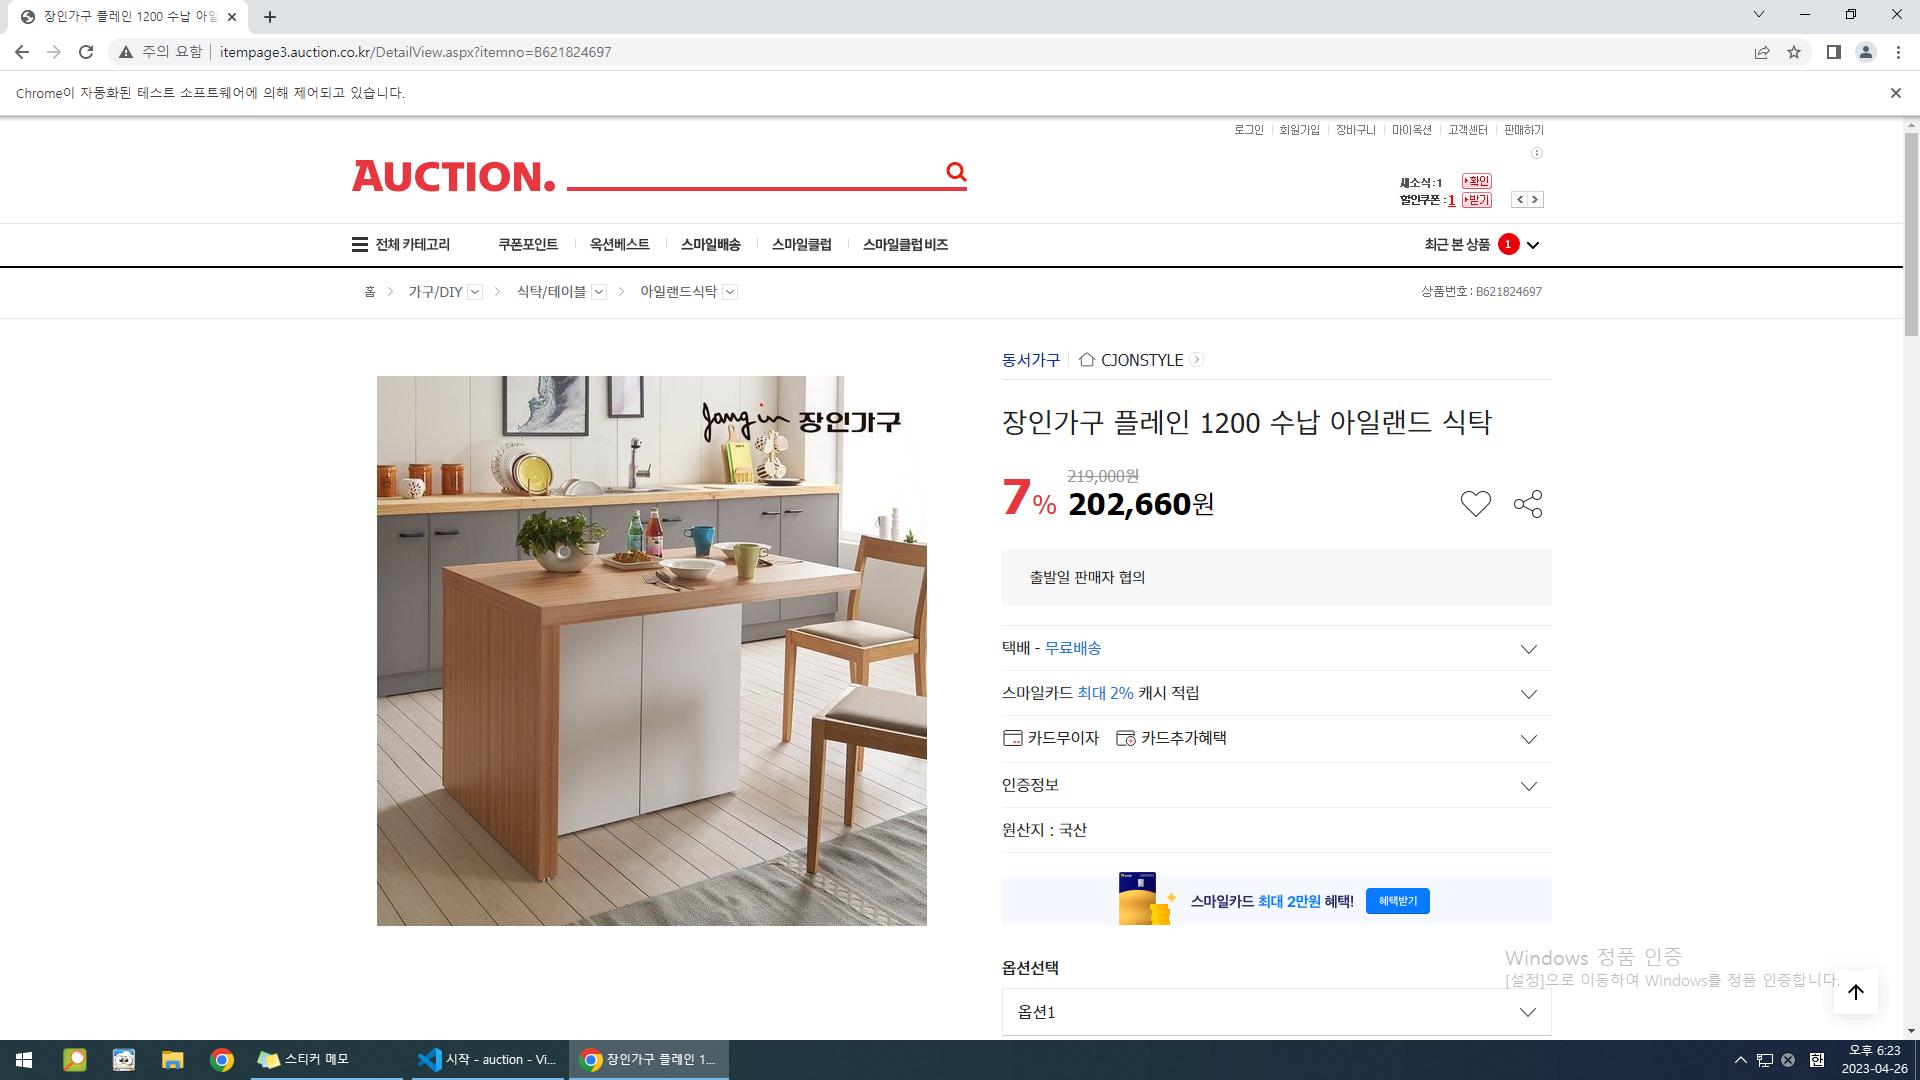 장인가구 플레인 1200 수납 아일
주의 요함 itempage3.auction.co.kr/DetailView.aspx?itemno=B621824697
Chrome이 자동화된 테스트 소프트웨어에 의해 제어되고 있습니다.
로그인 회원가입 장바구니 마이옥션 고객센터 판매하기
AUCTION.
새소식:1 확인
할인쿠폰 : 1 받기
전체 카테고리 쿠폰포인트 옥션베스트 스마일배송 스마일클럽 스마일클럽 비즈 최근 본 상품 1
홈 > 가구/DIY > 식탁/테이블 > 아일랜드식탁 상품번호 : B621824697
동서가구 CJONSTYLE
Jang in 장인가구
장인가구 플레인 1200 수납 아일랜드 식탁
219,000원
7% 202,660원
출발일 판매자 협의
택배 - 무료배송
스마일카드 최대 2% 캐시 적립
카드무이자 카드추가혜택
인증정보
원산지 : 국산
스마일카드 최대 2만원 혜택! 혜택받기
옵션선택
옵션1
Windows 정품 인증
[설정]으로 이동하여 Windows를 정품 인증합니다.
스티커 메모 시작 - auction - Vi... 장인가구 플레인 1... 한 오후 6:23
2023-04-26